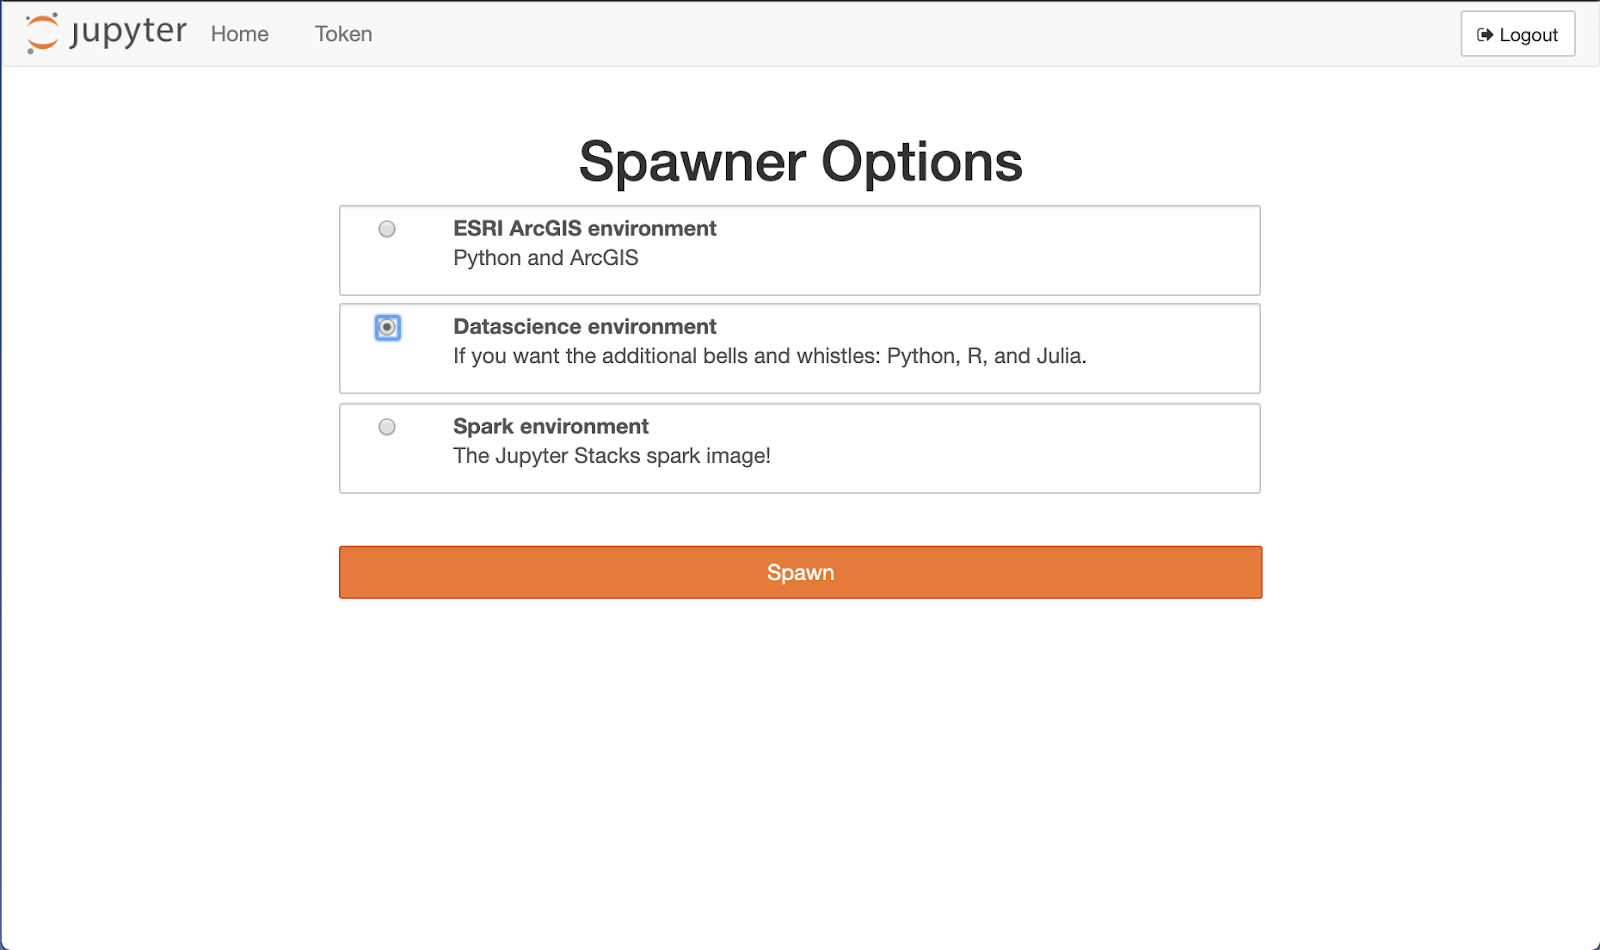 jupyter Home Token Logout
Spawner Options
ESRI ArcGIS environment
Python and ArcGIS
Datascience environment
If you want the additional bells and whistles: Python, R, and Julia.
Spark environment
The Jupyter Stacks spark image!
Spawn